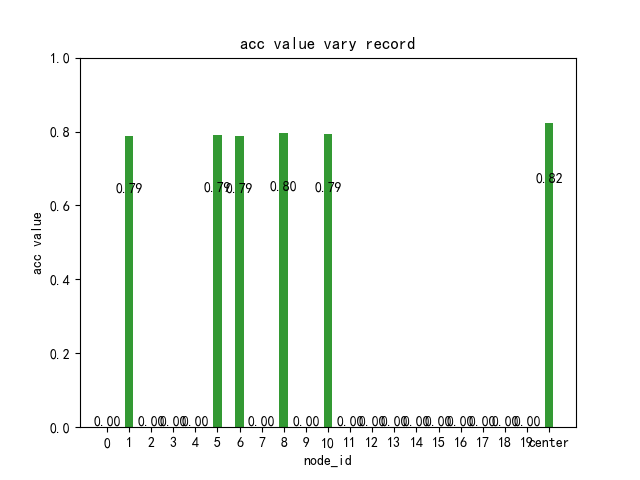 acc value vary record
1.0
0.8
0.6
0.4
0.2
0.0
acc value
0.00 0.79 0.00 0.00 0.00 0.79 0.79 0.00 0.80 0.00 0.79 0.00 0.00 0.00 0.00 0.00 0.00 0.00 0.00 0.00 0.82
0 1 2 3 4 5 6 7 8 9 10 11 12 13 14 15 16 17 18 19 center
node_id